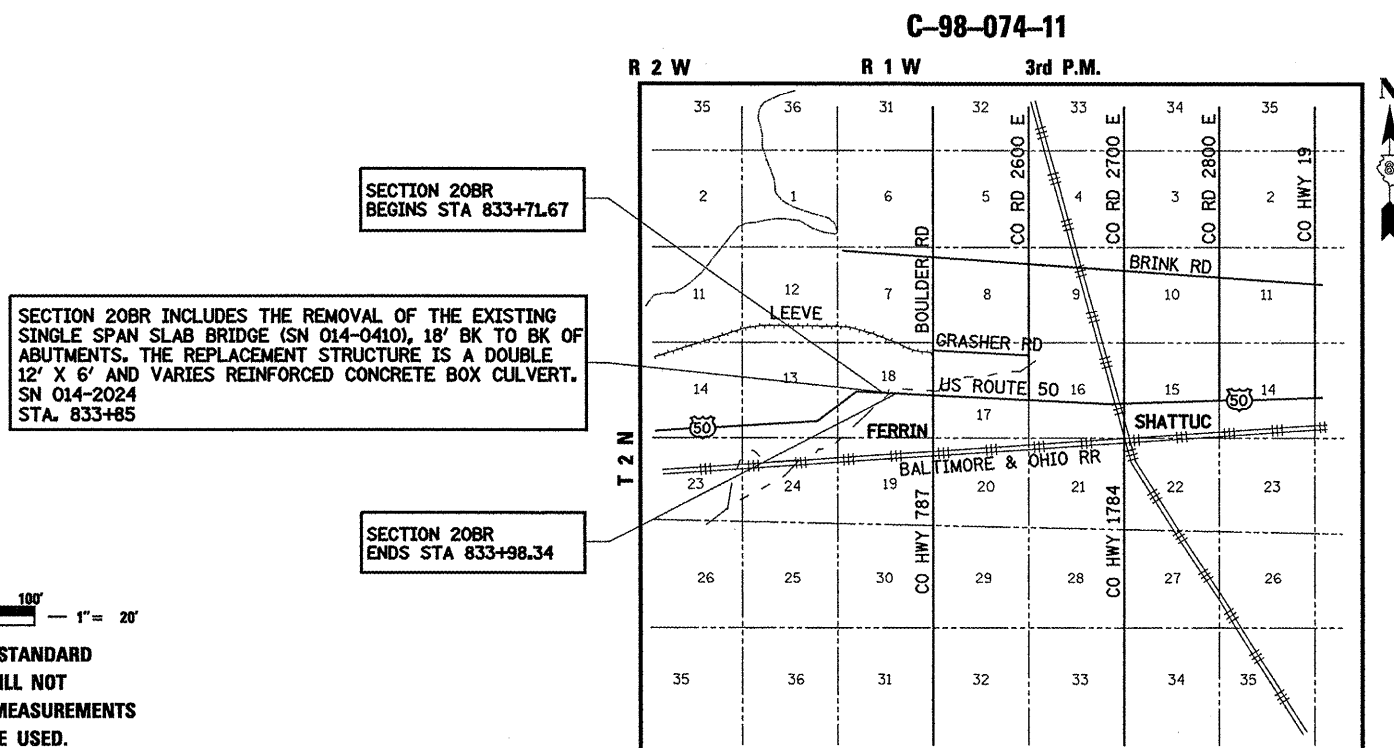 C-98-074-11
R 2 W R 1 W 3rd P.M.
N
35 36 31 32 33 34 35
CO RD 2600 E
CO RD 2700 E
CO RD 2800 E
CO HWY 19
SECTION 20BR
BEGINS STA 833+71.67
2 1 6 5 4 3 2
BOULDER RD
BRINK RD
11 12 7 8 9 10 11
LEEVE
GRASHER RD
SECTION 20BR INCLUDES THE REMOVAL OF THE EXISTING
SINGLE SPAN SLAB BRIDGE (SN 014-0410), 18' BK TO BK OF
ABUTMENTS. THE REPLACEMENT STRUCTURE IS A DOUBLE
12' X 6' AND VARIES REINFORCED CONCRETE BOX CULVERT.
SN 014-2024
STA. 833+85
14 13 18 US ROUTE 50 16 15 14
50
17
50 FERRIN SHATTUC
T 2 N
BALTIMORE & OHIO RR
23 24 19 20 21 22 23
CO HWY 787
CO HWY 1784
SECTION 20BR
ENDS STA 833+98.34
26 25 30 29 28 27 26
100'
1"= 20'
STANDARD
ILL NOT
MEASUREMENTS
E USED.
35 36 31 32 33 34 35